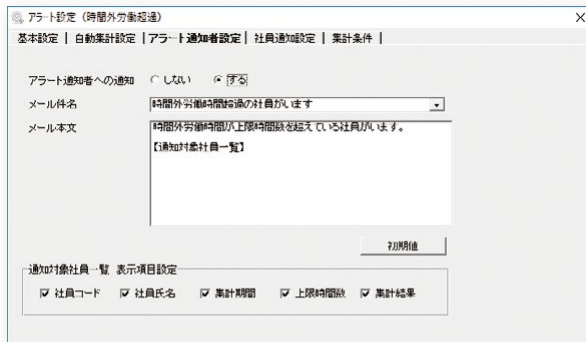 アラート設定（時間外労働超過）
基本設定 | 自動集計設定 | アラート通知者設定 | 社員通知設定 | 集計条件 |
アラート通知者への通知 しない する
メール件名 時間外労働時間超過の社員がいます
メール本文 時間外労働時間が上限時間数を超えている社員がいます。
【通知対象社員一覧】
初期値
通知対象社員一覧 表示項目設定
社員コード 社員氏名 集計期間 上限時間数 集計結果